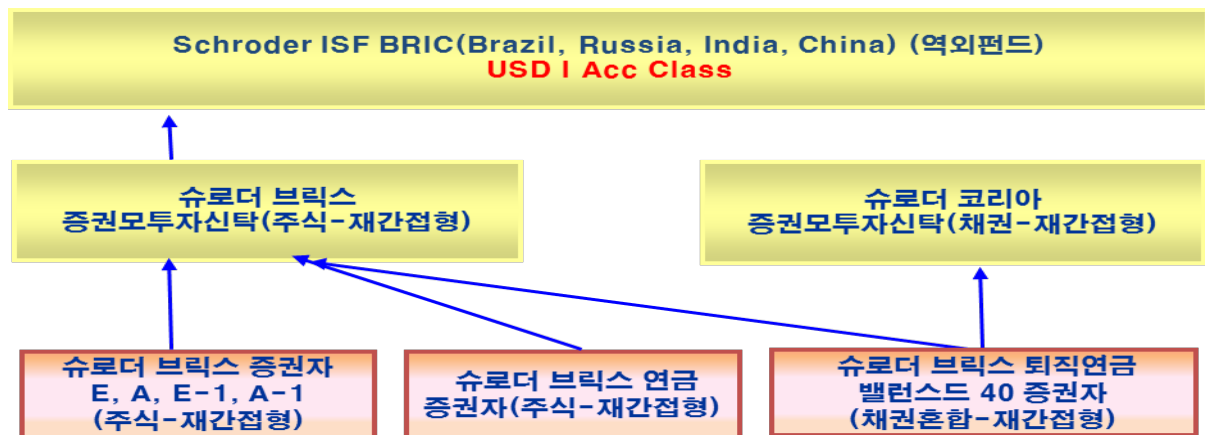 Schroder ISF BRIC(Brazil, Russia, India, China) (역외펀드)
USD I Acc Class
슈로더 브릭스
증권모투자신탁(주식-재간접형)
슈로더 코리아
증권모투자신탁(채권-재간접형)
슈로더 브릭스 증권자
E, A, E-1, A-1
(주식-재간접형)
슈로더 브릭스 연금
증권자(주식-재간접형)
슈로더 브릭스 퇴직연금
밸런스드 40 증권자
(채권혼합-재간접형)